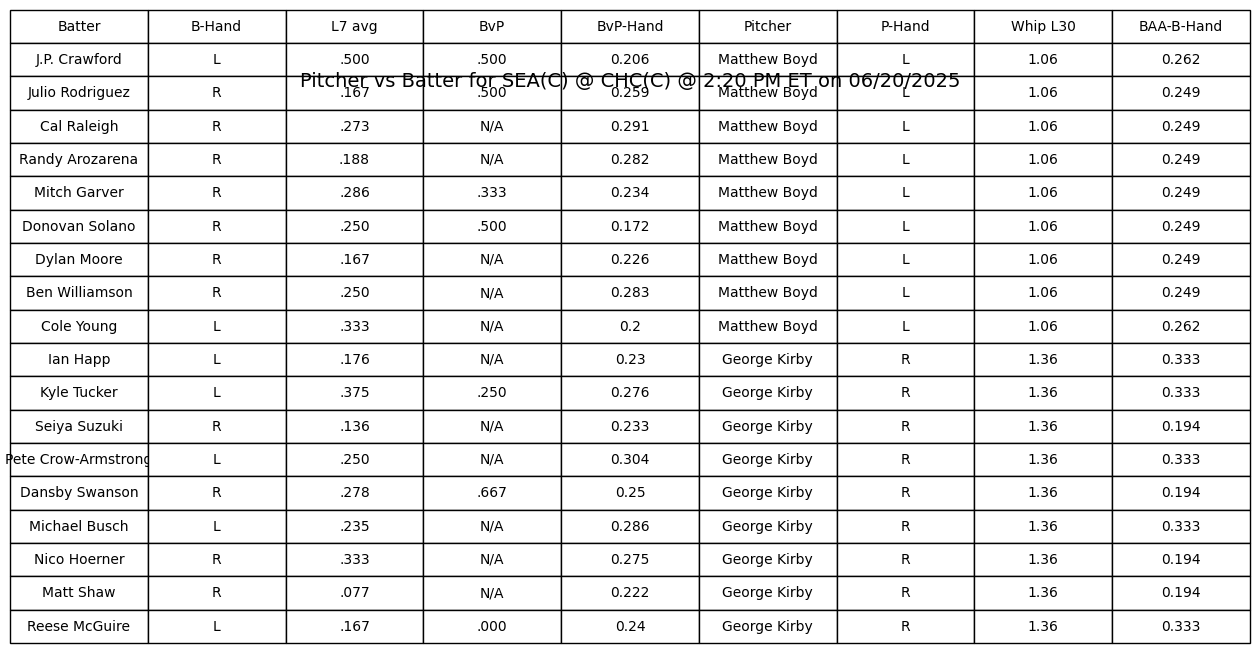 Batter B-Hand L7 avg BvP BvP-Hand Pitcher P-Hand Whip L30 BAA-B-Hand
J.P. Crawford L .500 .500 0.206 Matthew Boyd L 1.06 0.262
Pitcher vs Batter for SEA(C) @ CHC(C) @ 2:20 PM ET on 06/20/2025
Julio Rodriguez R .167 .500 0.259 Matthew Boyd L 1.06 0.249
Cal Raleigh R .273 N/A 0.291 Matthew Boyd L 1.06 0.249
Randy Arozarena R .188 N/A 0.282 Matthew Boyd L 1.06 0.249
Mitch Garver R .286 .333 0.234 Matthew Boyd L 1.06 0.249
Donovan Solano R .250 .500 0.172 Matthew Boyd L 1.06 0.249
Dylan Moore R .167 N/A 0.226 Matthew Boyd L 1.06 0.249
Ben Williamson R .250 N/A 0.283 Matthew Boyd L 1.06 0.249
Cole Young L .333 N/A 0.2 Matthew Boyd L 1.06 0.262
Ian Happ L .176 N/A 0.23 George Kirby R 1.36 0.333
Kyle Tucker L .375 .250 0.276 George Kirby R 1.36 0.333
Seiya Suzuki R .136 N/A 0.233 George Kirby R 1.36 0.194
Pete Crow-Armstrong L .250 N/A 0.304 George Kirby R 1.36 0.333
Dansby Swanson R .278 .667 0.25 George Kirby R 1.36 0.194
Michael Busch L .235 N/A 0.286 George Kirby R 1.36 0.333
Nico Hoerner R .333 N/A 0.275 George Kirby R 1.36 0.194
Matt Shaw R .077 N/A 0.222 George Kirby R 1.36 0.194
Reese McGuire L .167 .000 0.24 George Kirby R 1.36 0.333